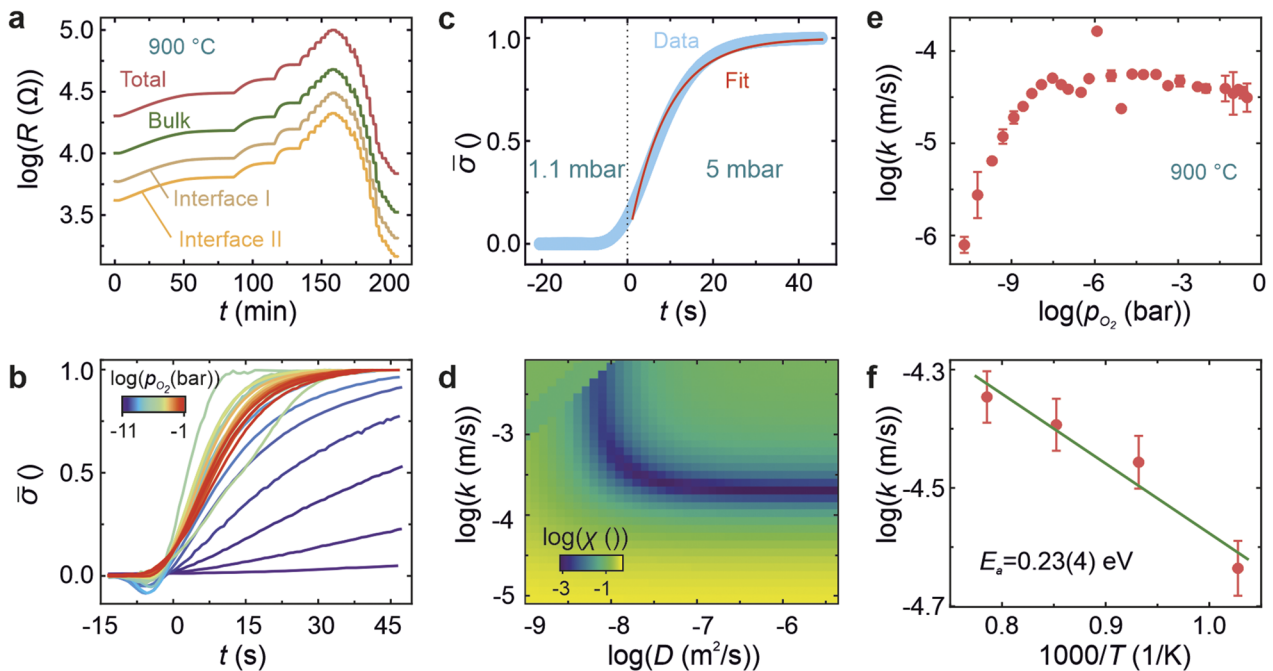 a
900 °C
Total
Bulk
Interface I
Interface II
5.0
4.5
4.0
3.5
log(R (Ω))
0
50
100
150
200
t (min)
b
log(pO₂(bar))
-11
-1
1.0
0.5
0.0
σ̅ ()
-15
0
15
30
45
t (s)
c
Data
Fit
1.1 mbar
5 mbar
1.0
0.5
0.0
σ̅ ()
-20
0
20
40
t (s)
d
-3
-4
-5
log(k (m/s))
log(χ ())
-3
-1
-9
-8
-7
-6
log(D (m²/s))
e
-4
-5
-6
log(k (m/s))
900 °C
-9
-6
-3
0
log(pO₂ (bar))
f
-4.3
-4.5
-4.7
log(k (m/s))
Eₐ=0.23(4) eV
0.8
0.9
1.0
1000/T (1/K)